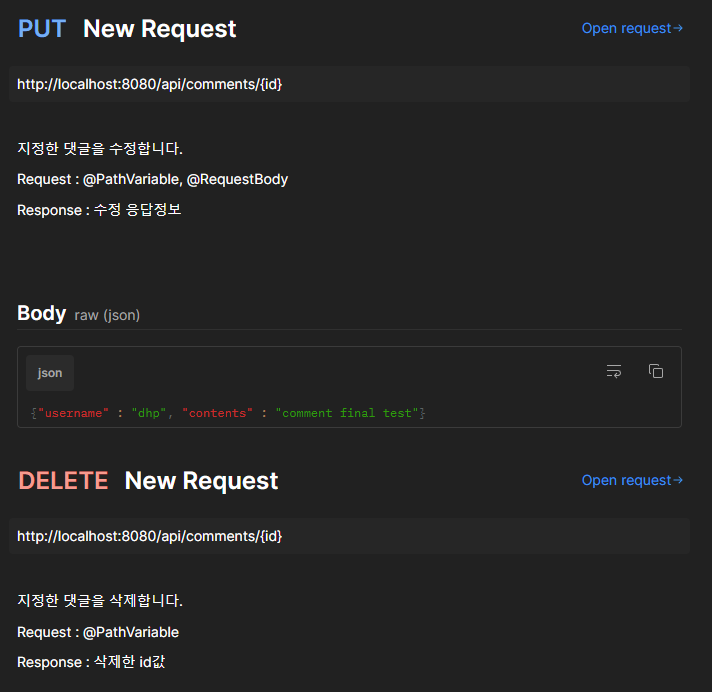 PUT New Request Open request→
http://localhost:8080/api/comments/{id}
지정한 댓글을 수정합니다.
Request : @PathVariable, @RequestBody
Response : 수정 응답정보
Body raw (json)
json
{"username" : "dhp", "contents" : "comment final test"}
DELETE New Request Open request→
http://localhost:8080/api/comments/{id}
지정한 댓글을 삭제합니다.
Request : @PathVariable
Response : 삭제한 id값